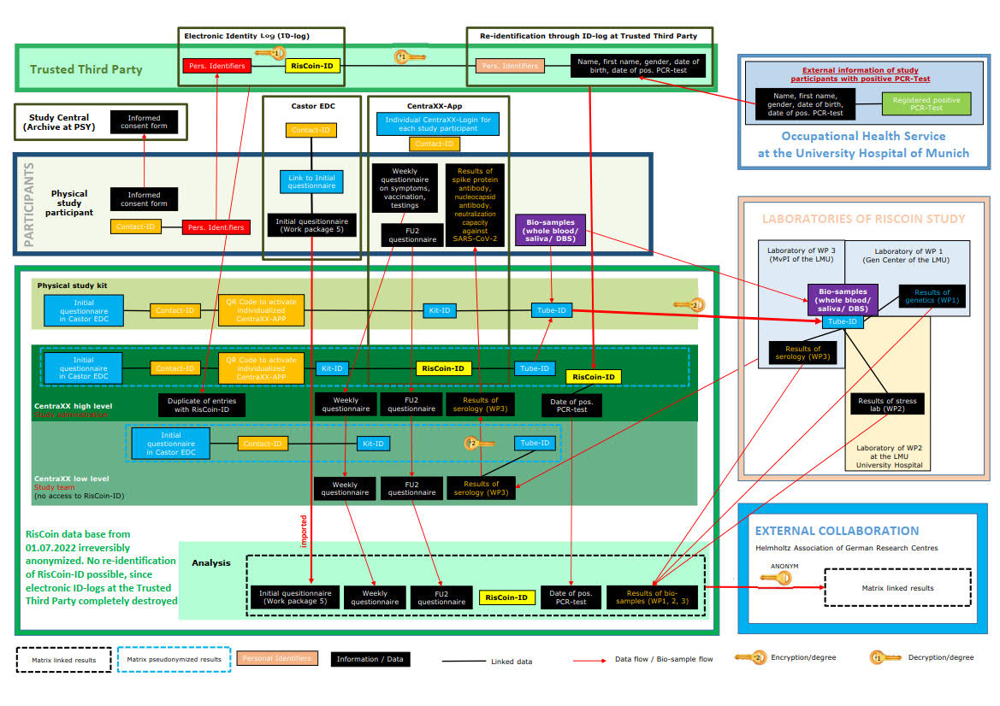 Electronic Identity Log (ID-log)
Re-identification through ID-log at Trusted Third Party
Trusted Third Party
Pers. Identifiers
1
RisCoin-ID
1
Pers. Identifiers
Name, first name, gender, date of
birth, date of pos. PCR-test
External information of study
participants with positive PCR-Test
Name, first name,
gender, date of birth,
date of pos. PCR-test
Registered positive
PCR-Test
Occupational Health Service
at the University Hospital of Munich
Study Central
(Archive at PSY)
Informed
consent form
Castor EDC
Contact-ID
CentraXX-App
Individual CentraXX-Login for
each study participant
Contact-ID
PARTICIPANTS
Physical
study
participant
Informed
consent form
Contact-ID
Pers. Identifiers
Link to Initial
questionnaire
Initial questitionnaire
(Work package 5)
Weekly
questionnaire
on symptoms,
vaccination,
testings
FU2
questionnaire
Results of
spike protein
antibody,
nucleocapsid
antibody.
neutralization
capacity
against
SARS-CoV-2
Bio-samples
(whole blood/
saliva/ DBS)
LABORATORIES OF RISCOIN STUDY
Laboratory of WP 3
(MvPI of the LMU)
Laboratory of WP 1
(Gen Center of the LMU)
Bio-samples
(whole blood/
saliva/ DBS)
Results of
genetics (WP1)
Tube-ID
Results of
serology (WP3)
Results of stress
lab (WP2)
Laboratory of WP2
at the LMU
University Hospital
Physical study kit
Initial
questionnaire
in Castor EDC
Contact-ID
QR Code to activate
individualized
CentraXX-APP
Kit-ID
Tube-ID
2
Initial
questionnaire
in Castor EDC
Contact-ID
QR Code to activate
individualized
CentraXX-APP
Kit-ID
RisCoin-ID
Tube-ID
RisCoin-ID
CentraXX high level
Duplicate of entries
with RisCoin-ID
Weekly
questionnaire
FU2
questionnaire
Results of
serology (WP3)
Date of pos.
PCR-test
Initial
questionnaire
in Castor EDC
Contact-ID
Kit-ID
2
Tube-ID
CentraXX low level
Study team
(no access to RisCoin-ID)
Weekly
questionnaire
FU2
questionnaire
Results of
serology (WP3)
imported
RisCoin data base from
01.07.2022 irreversibly
anonymized. No re-identification
of RisCoin-ID possible, since
electronic ID-logs at the Trusted
Third Party completely destroyed
Analysis
Initial questitionnaire
(Work package 5)
Weekly
questionnaire
FU2
questionnaire
RisCoin-ID
Date of pos.
PCR-test
Results of bio-
samples (WP1, 2, 3)
EXTERNAL COLLABORATION
Helmholtz Association of German Research Centres
ANONYM
Matrix linked results
Matrix linked results
Matrix pseudonymized results
Personal Identifiers
Information / Data
Linked data
Data flow / Bio-sample flow
2
Encryption/degree
1
Decryption/degree